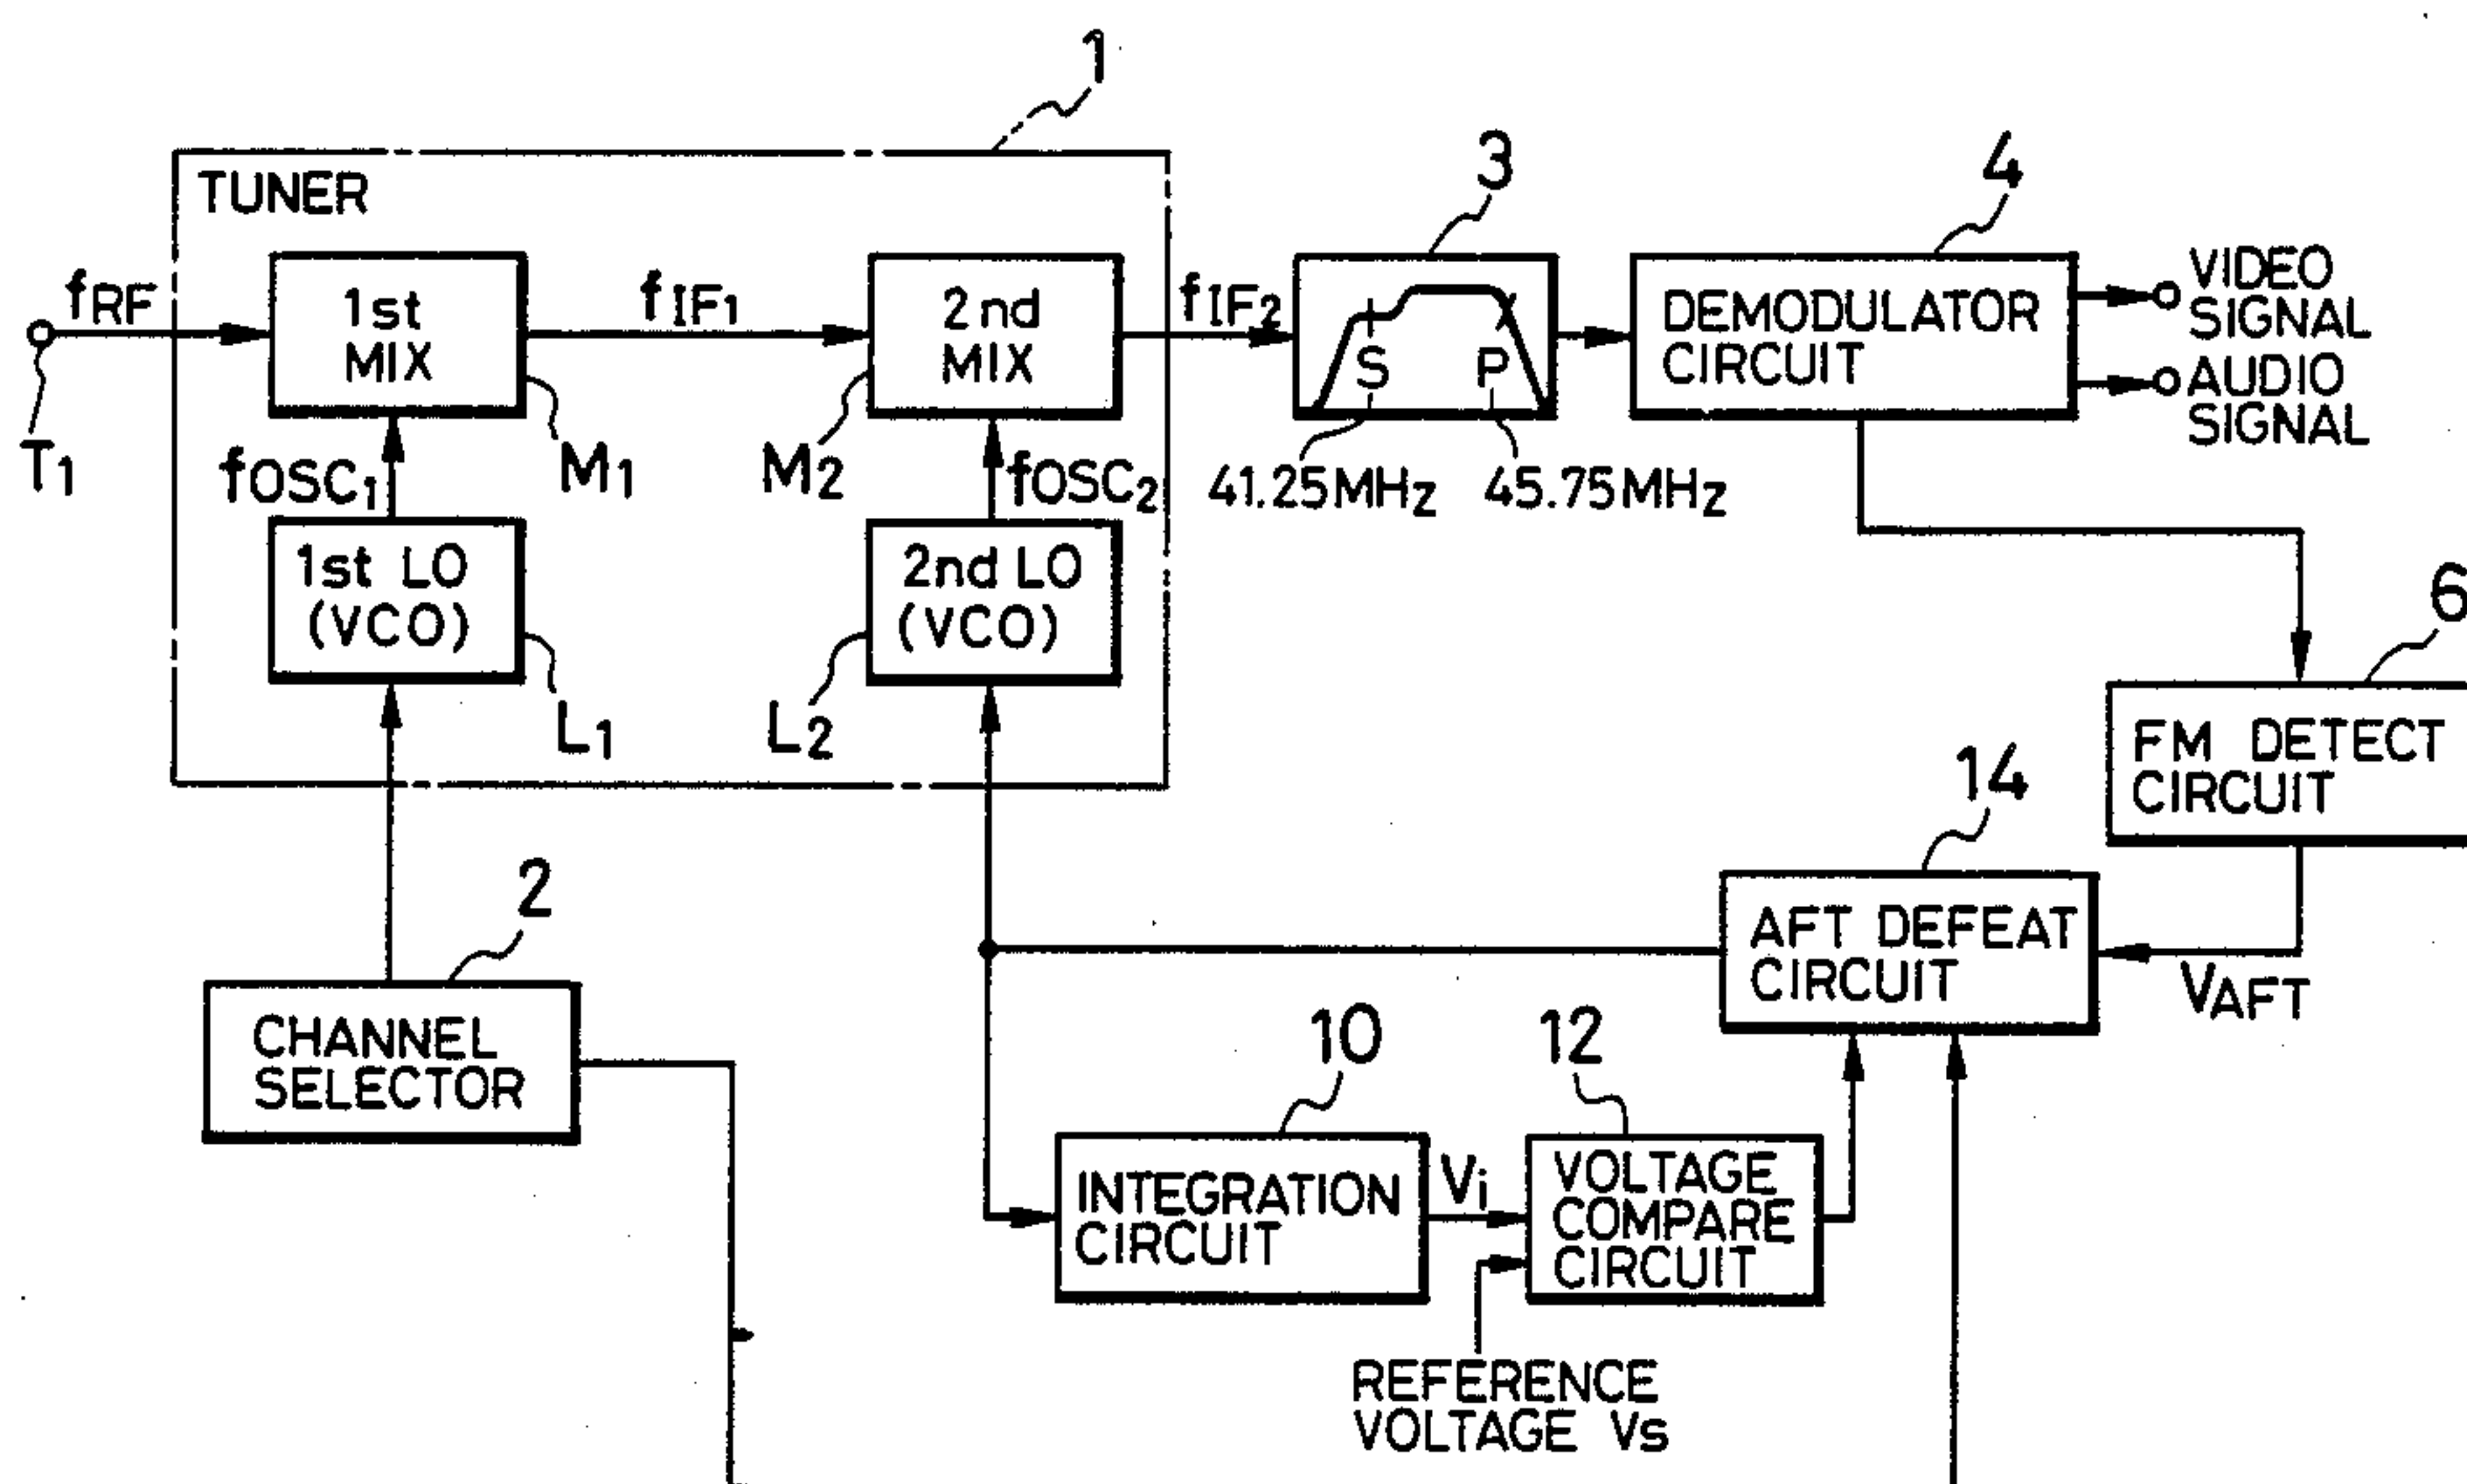 1
TUNER
3
4
fRF
1st
MIX
fIF1
2nd
MIX
fIF2
S
P
DEMODULATOR
CIRCUIT
VIDEO
SIGNAL
AUDIO
SIGNAL
T1
fOSC1
M1
M2
fOSC2
41.25MHz
45.75MHz
1st LO
(VCO)
2nd LO
(VCO)
L1
L2
6
FM DETECT
CIRCUIT
14
2
AFT DEFEAT
CIRCUIT
VAFT
CHANNEL
SELECTOR
10
12
INTEGRATION
CIRCUIT
Vi
VOLTAGE
COMPARE
CIRCUIT
REFERENCE
VOLTAGE Vs